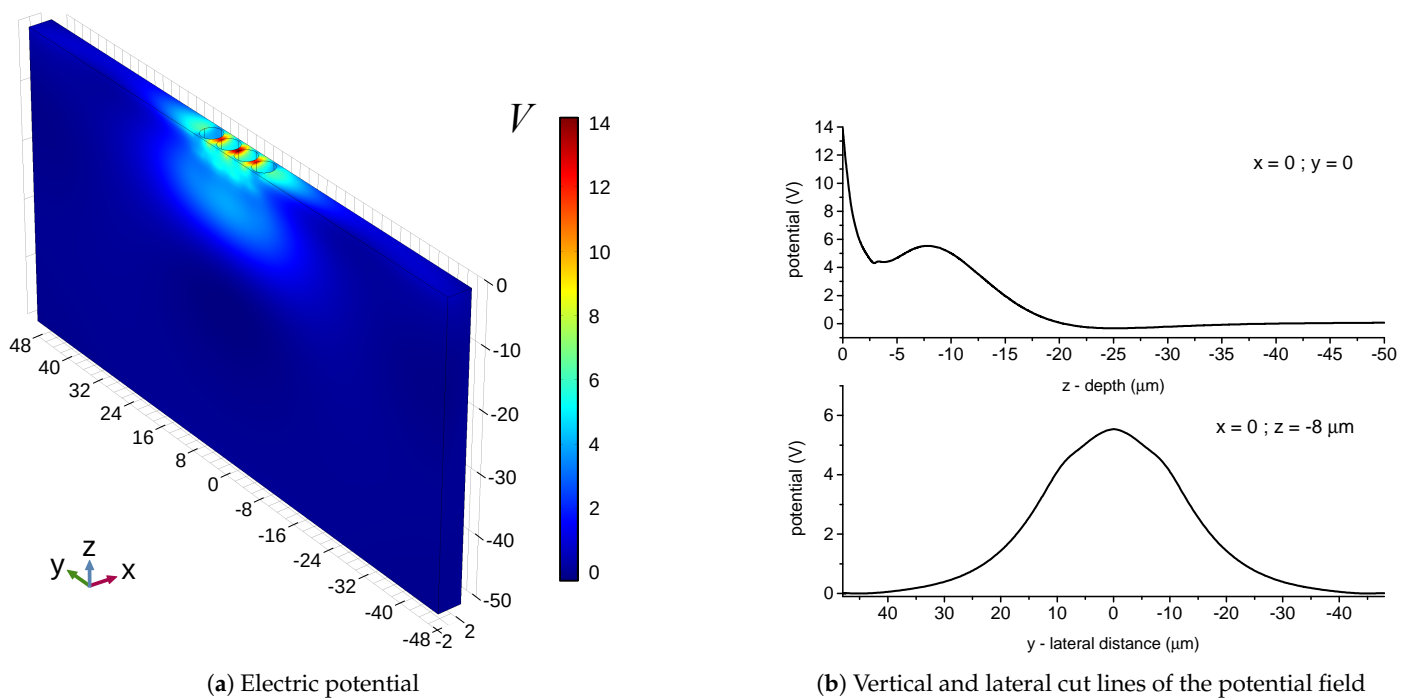 V
14
12
10
8
6
4
2
0
0
-10
-20
-30
-40
-50
48
40
32
24
16
8
0
-8
-16
-24
-32
-40
-48
-2
2
z
y
x
(a) Electric potential
14
12
10
8
6
4
2
0
potential (V)
x = 0 ; y = 0
0 -5 -10 -15 -20 -25 -30 -35 -40 -45 -50
z - depth (μm)
6
4
2
0
potential (V)
x = 0 ; z = -8 μm
40 30 20 10 0 -10 -20 -30 -40
y - lateral distance (μm)
(b) Vertical and lateral cut lines of the potential field